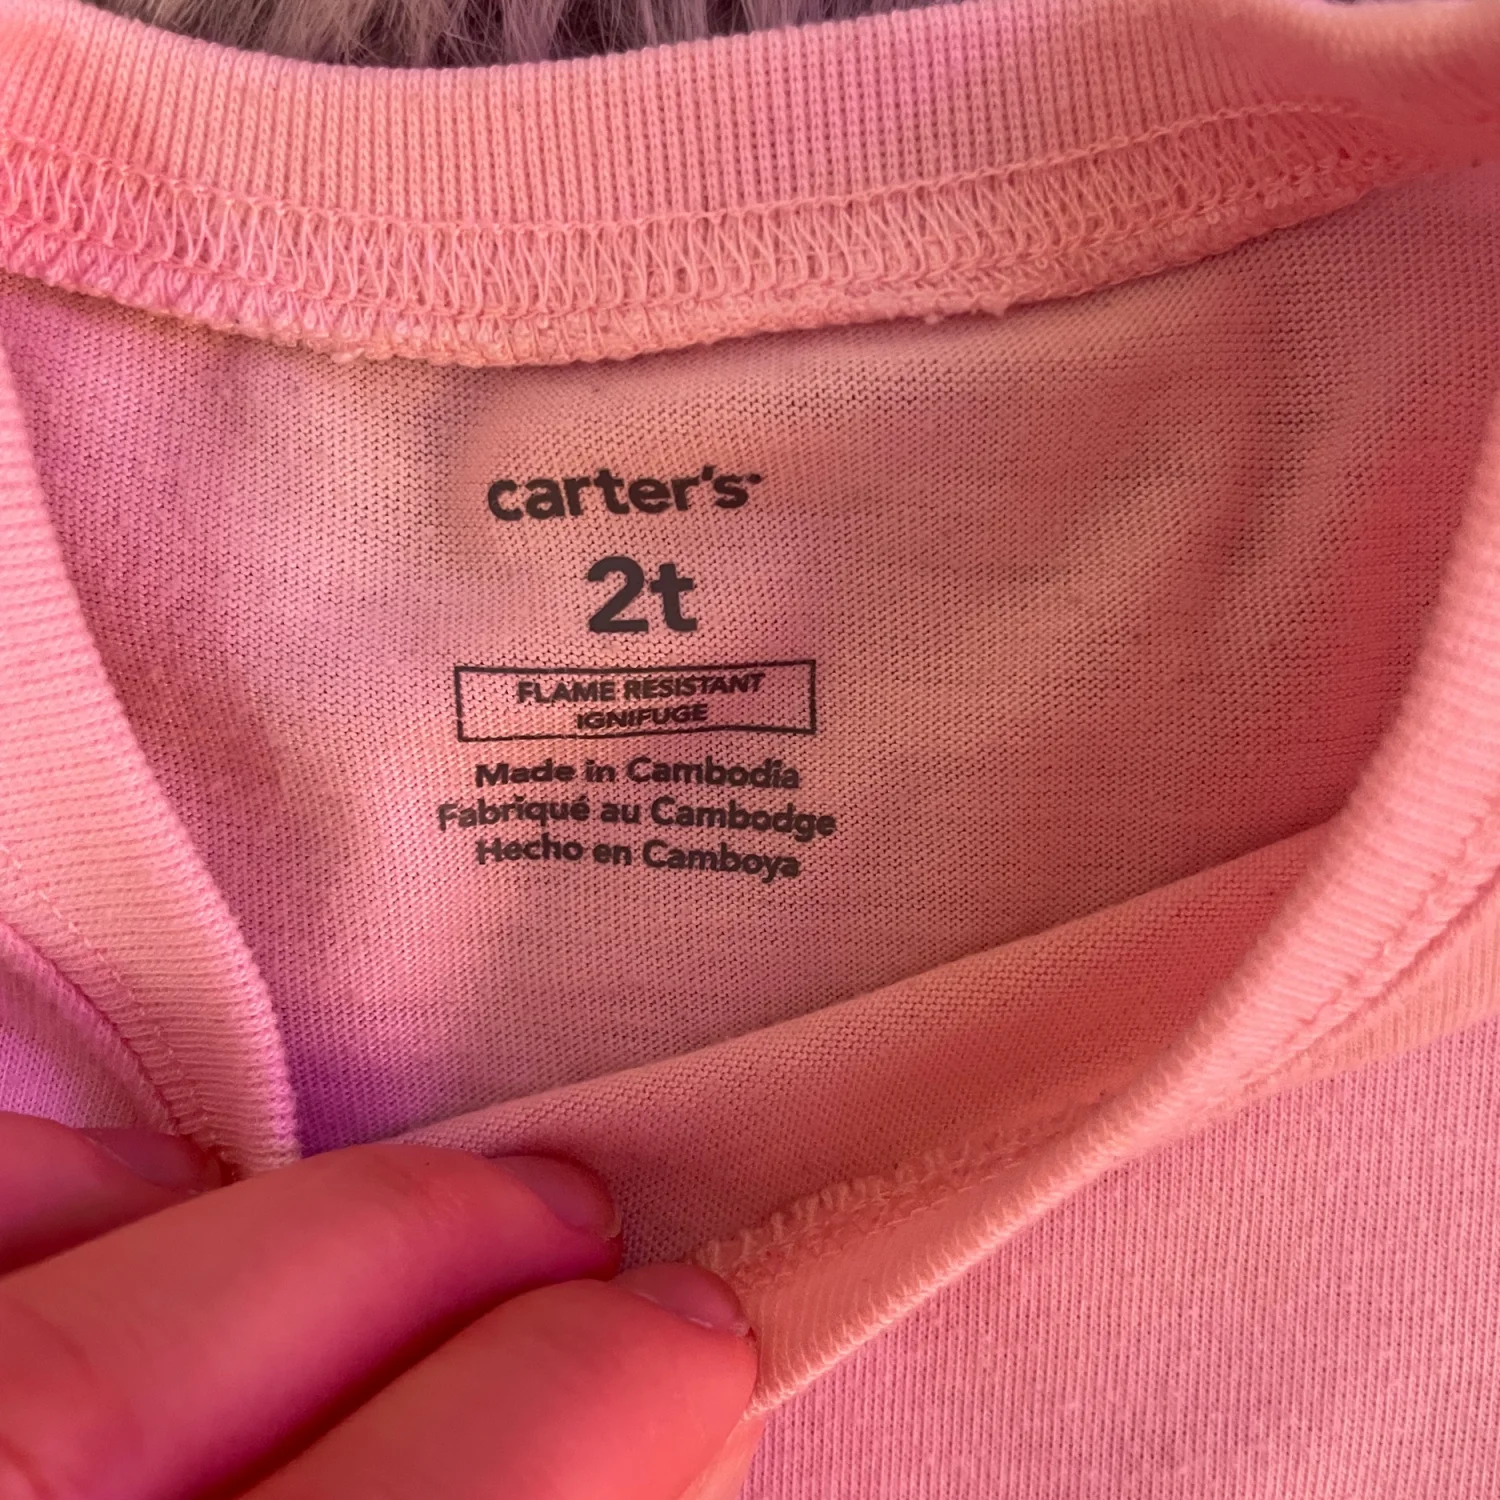 carter's
2t
FLAME RESISTANT
IGNIFUGE
Made in Cambodia
Fabriqué au Cambodge
Hecho en Camboya